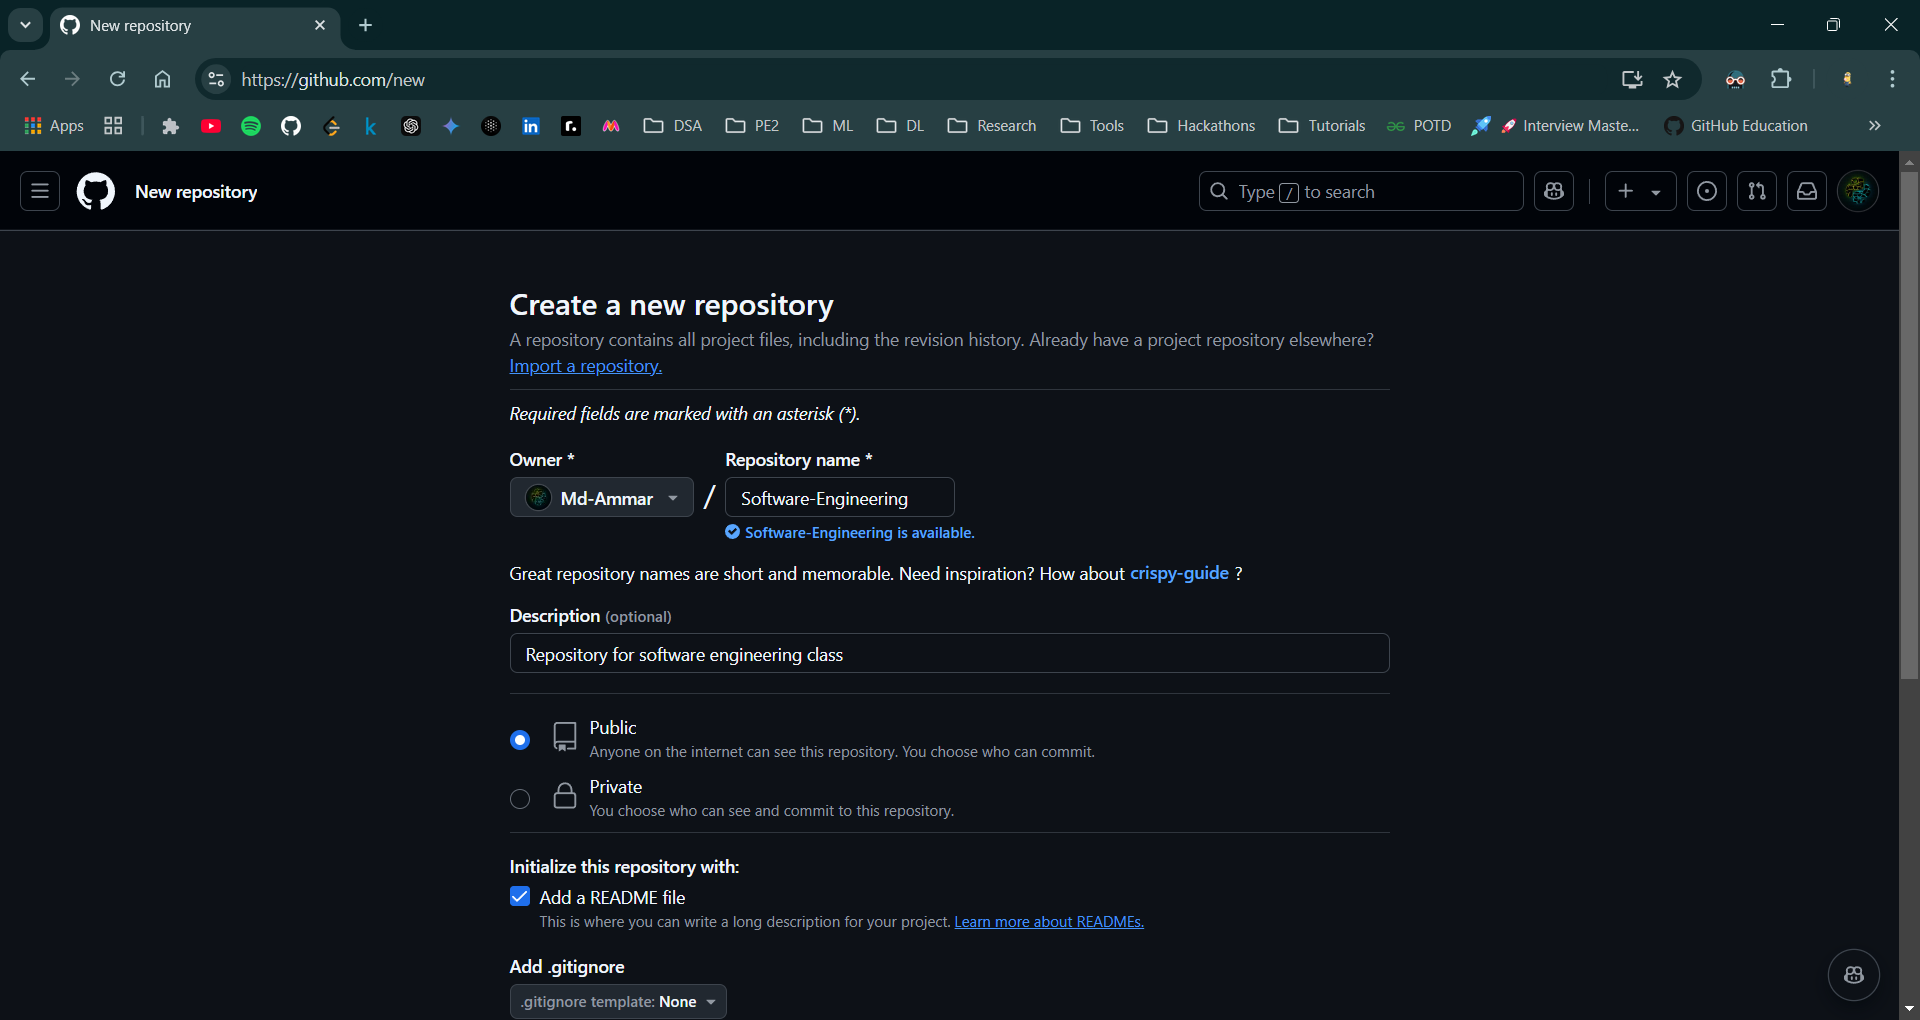 New repository
https://github.com/new
Apps
DSA
PE2
ML
DL
Research
Tools
Hackathons
Tutorials
POTD
Interview Maste...
GitHub Education
New repository
Type / to search
Create a new repository
A repository contains all project files, including the revision history. Already have a project repository elsewhere?
Import a repository.
Required fields are marked with an asterisk (*).
Owner *
Repository name *
Md-Ammar
/
Software-Engineering
Software-Engineering is available.
Great repository names are short and memorable. Need inspiration? How about crispy-guide ?
Description (optional)
Repository for software engineering class
Public
Anyone on the internet can see this repository. You choose who can commit.
Private
You choose who can see and commit to this repository.
Initialize this repository with:
Add a README file
This is where you can write a long description for your project. Learn more about READMEs.
Add .gitignore
.gitignore template: None